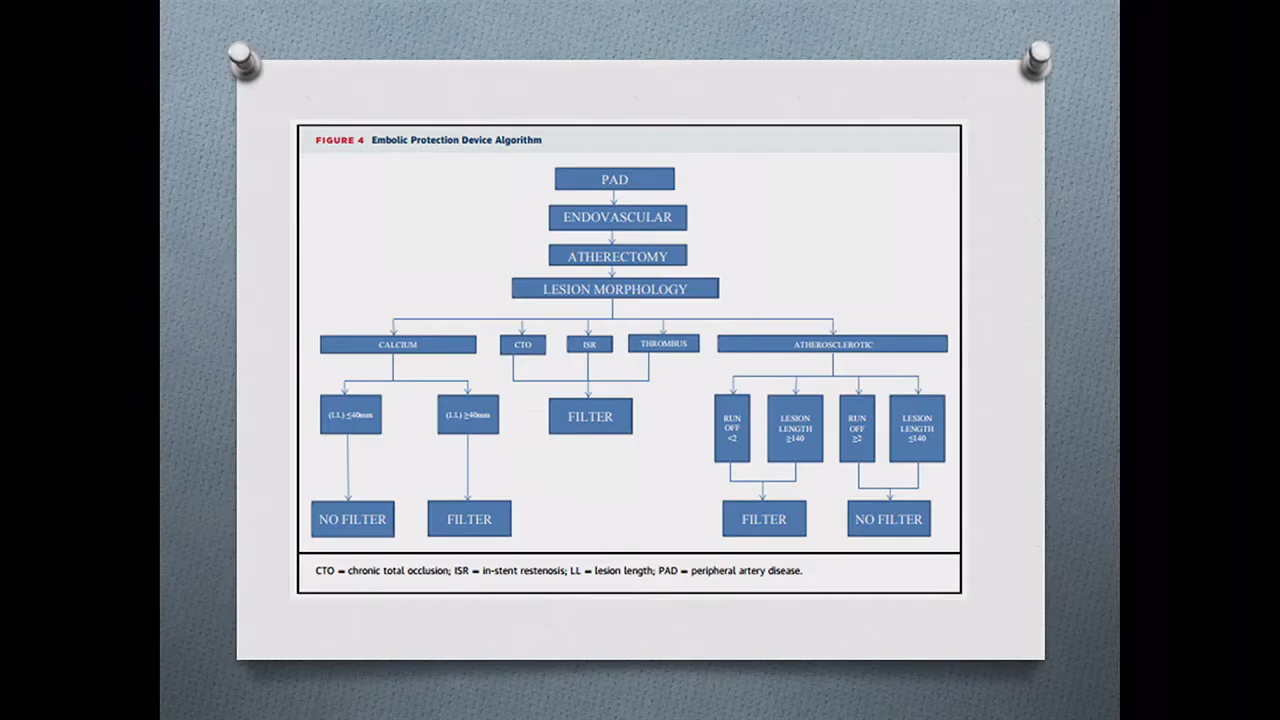 FIGURE 4 Embolic Protection Device Algorithm
PAD
ENDOVASCULAR
ATHERECTOMY
LESION MORPHOLOGY
CALCIUM
CTO
ISR
THROMBUS
ATHEROSCLEROTIC
(LL) ≤40mm
(LL) ≥40mm
FILTER
RUN
OFF
<2
LESION
LENGTH
≥140
RUN
OFF
≥2
LESION
LENGTH
≤140
NO FILTER
FILTER
FILTER
NO FILTER
CTO = chronic total occlusion; ISR = in-stent restenosis; LL = lesion length; PAD = peripheral artery disease.